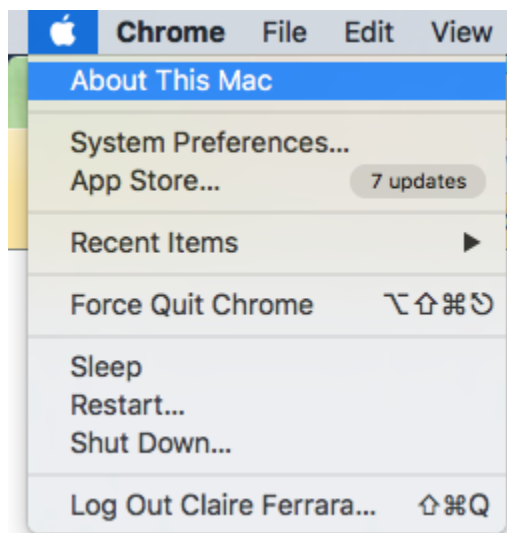 Chrome File Edit View
About This Mac
System Preferences...
App Store... 7 updates
Recent Items ▶
Force Quit Chrome ⌥⇧⌘⎋
Sleep
Restart...
Shut Down...
Log Out Claire Ferrara... ⇧⌘Q